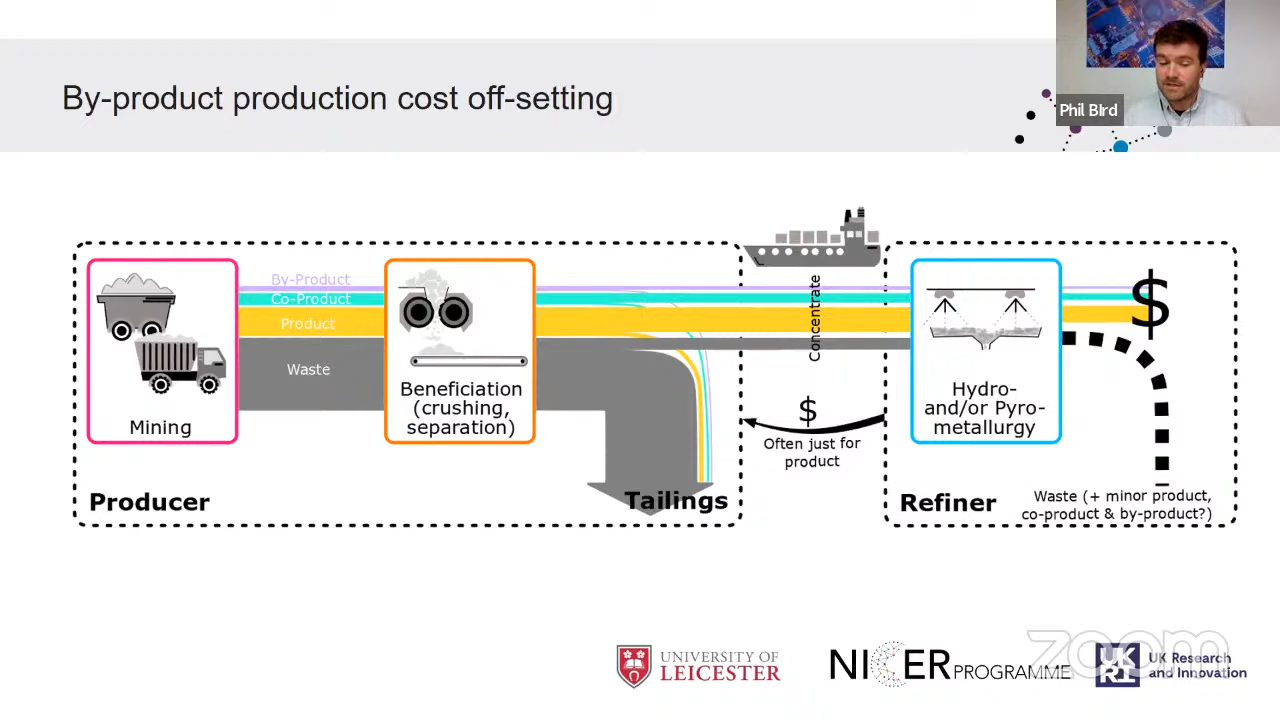 By-product production cost off-setting
Phil BIrd
By-Product
Co-Product
Product
Waste
Mining
Beneficiation
(crushing,
separation)
Producer
Tailings
Concentrate
$
Often just for
product
Hydro-
and/or Pyro-
metallurgy
$
Refiner
Waste (+ minor product,
co-product & by-product?)
UNIVERSITY OF
LEICESTER
NICER PROGRAMME
UK
RI
UK Research
and Innovation
zoom